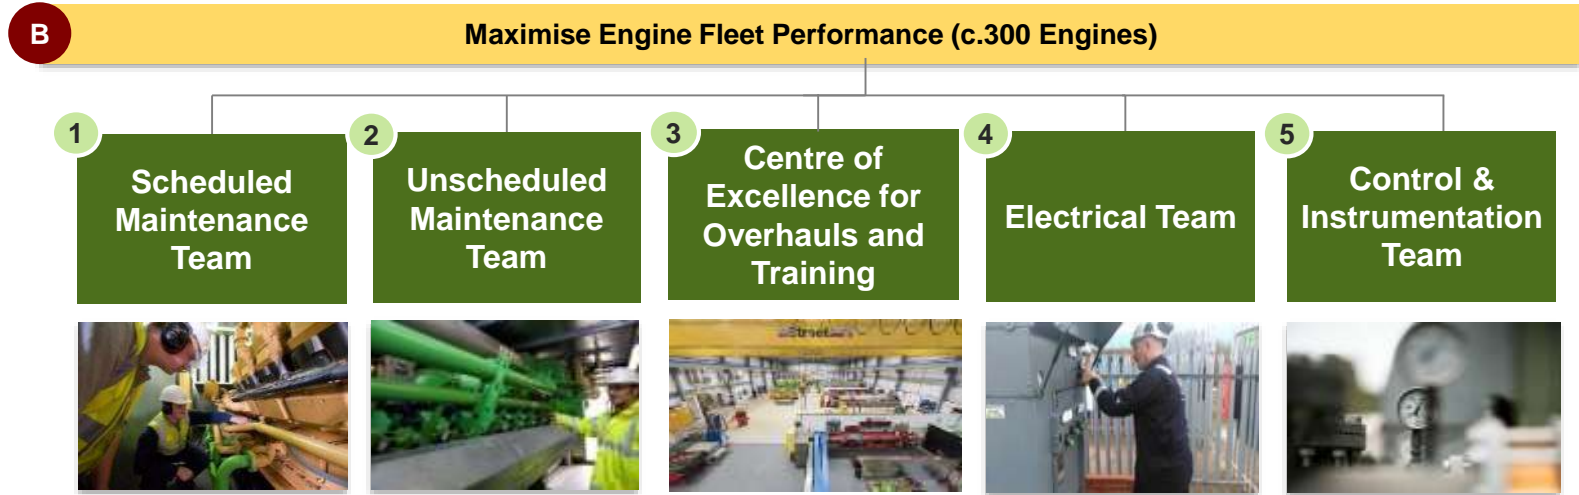 B
Maximise Engine Fleet Performance (c.300 Engines)
1
Scheduled
Maintenance
Team
2
Unscheduled
Maintenance
Team
3
Centre of
Excellence for
Overhauls and
Training
4
Electrical Team
5
Control &
Instrumentation
Team
Street